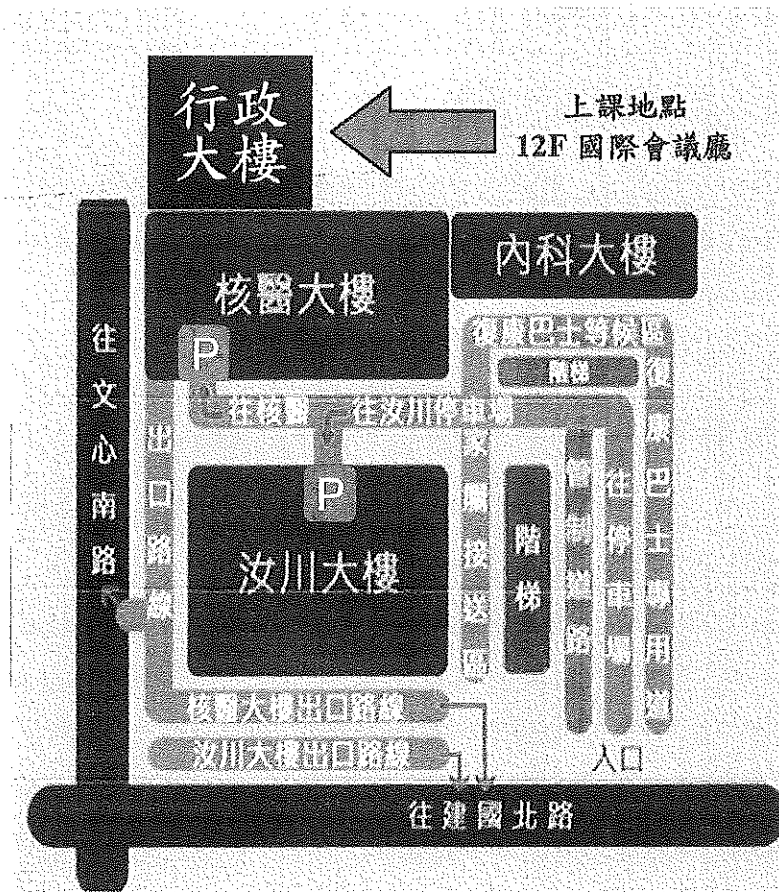 行政
大樓
上課地點
12F 國際會議廳
內科大樓
核醫大樓
P
復康巴士等候區
階梯
往文心南路
往核醫
往汝川停車場
出口路線
P
汝川大樓
家屬接送區
階梯
管制道路
往停車場
復康巴士專用道
核醫大樓出口路線
汝川大樓出口路線
入口
往建國北路